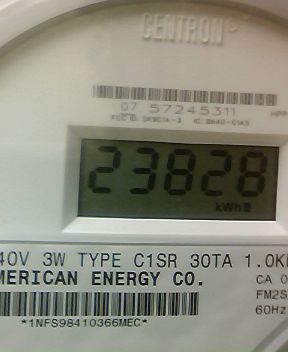 CENTRON®
07 57245311
23828
kWh
40V 3W TYPE C1SR 30TA 1.0K
MERICAN ENERGY CO.
CA 0
FM2S
60Hz
*1NFS98410366MEC*